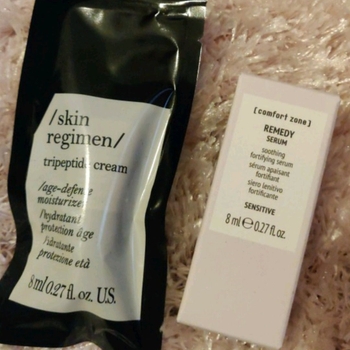 /skin
regimen/
tripeptide cream
/age-defense
moisturizer
l'hydratant
protection âge
l'idratante
protezione età
8 ml/0.27 fl. oz. U.S.
[ comfort zone ]
REMEDY
SERUM
soothing
fortifying serum
sérum apaisant
fortifiant
siero lenitivo
fortificante
SENSITIVE
8 ml e 0.27 fl.oz.